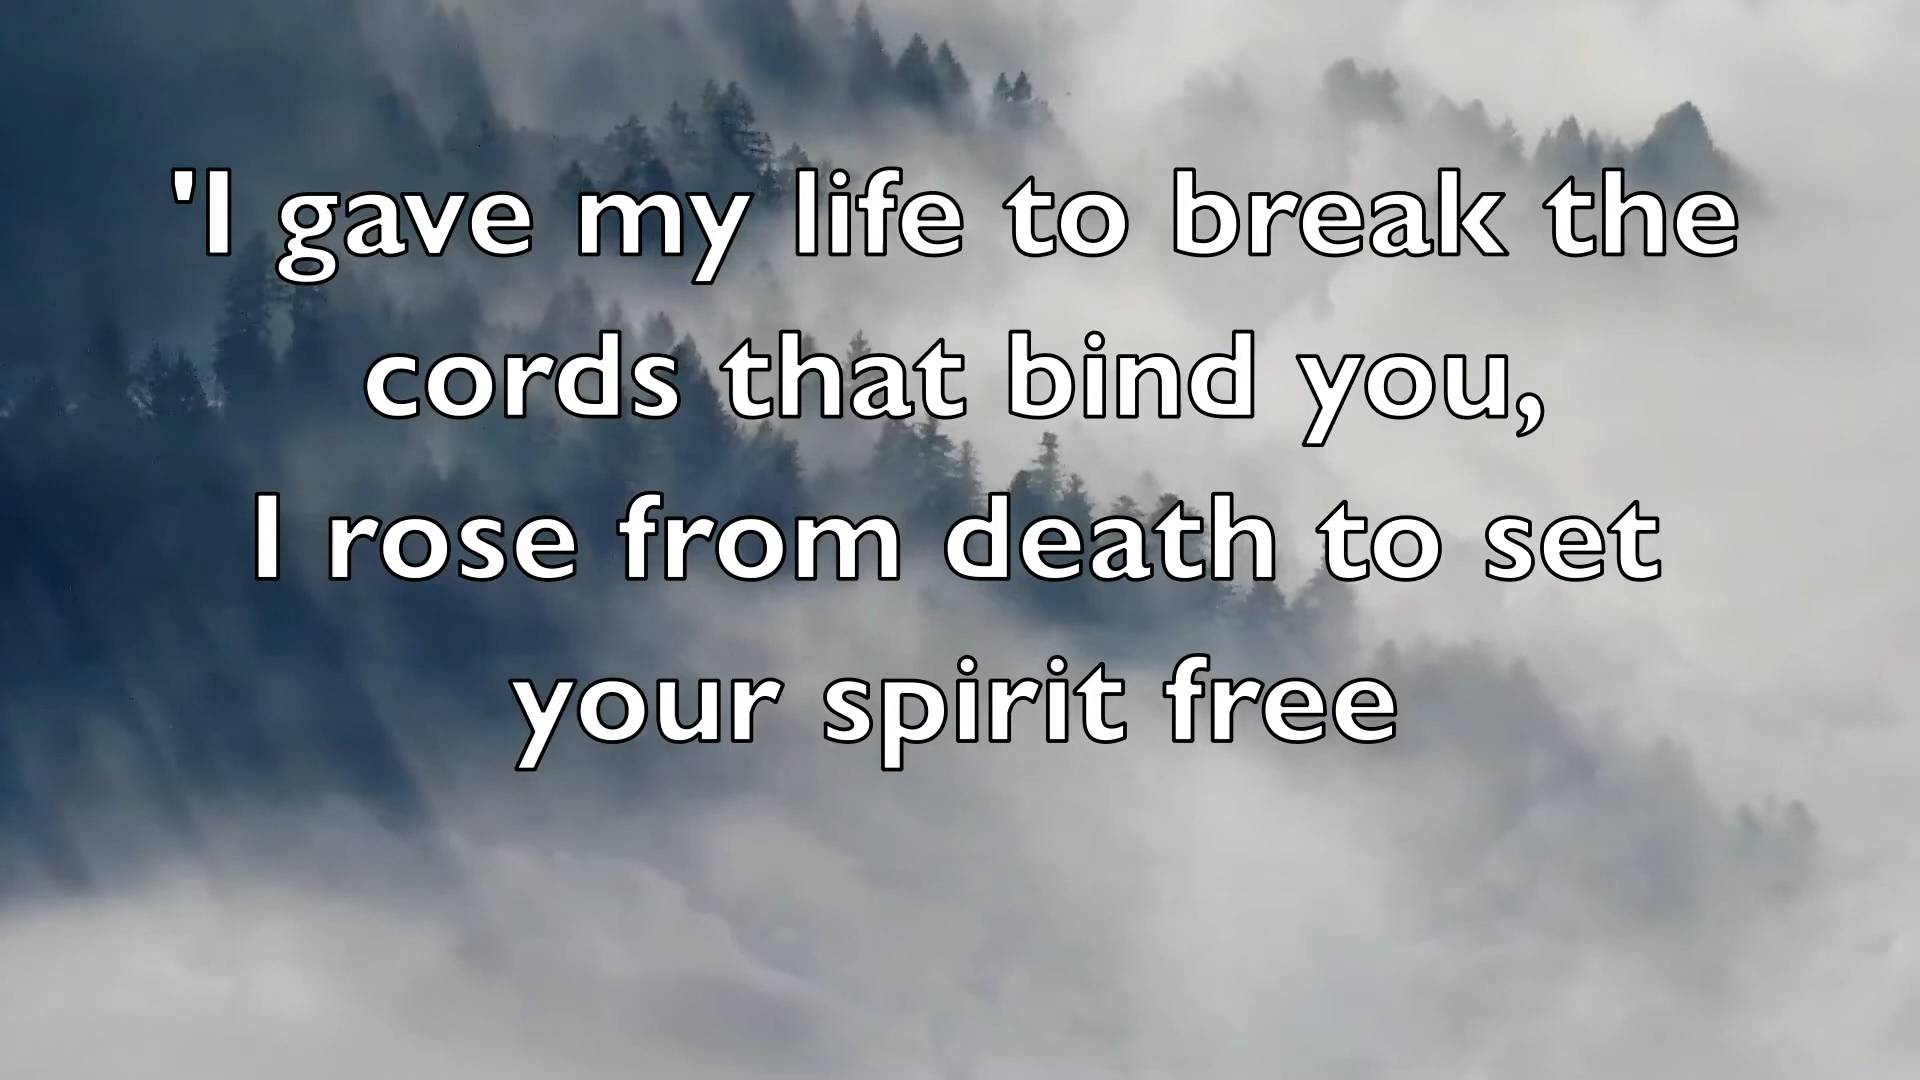 'I gave my life to break the
cords that bind you,
I rose from death to set
your spirit free